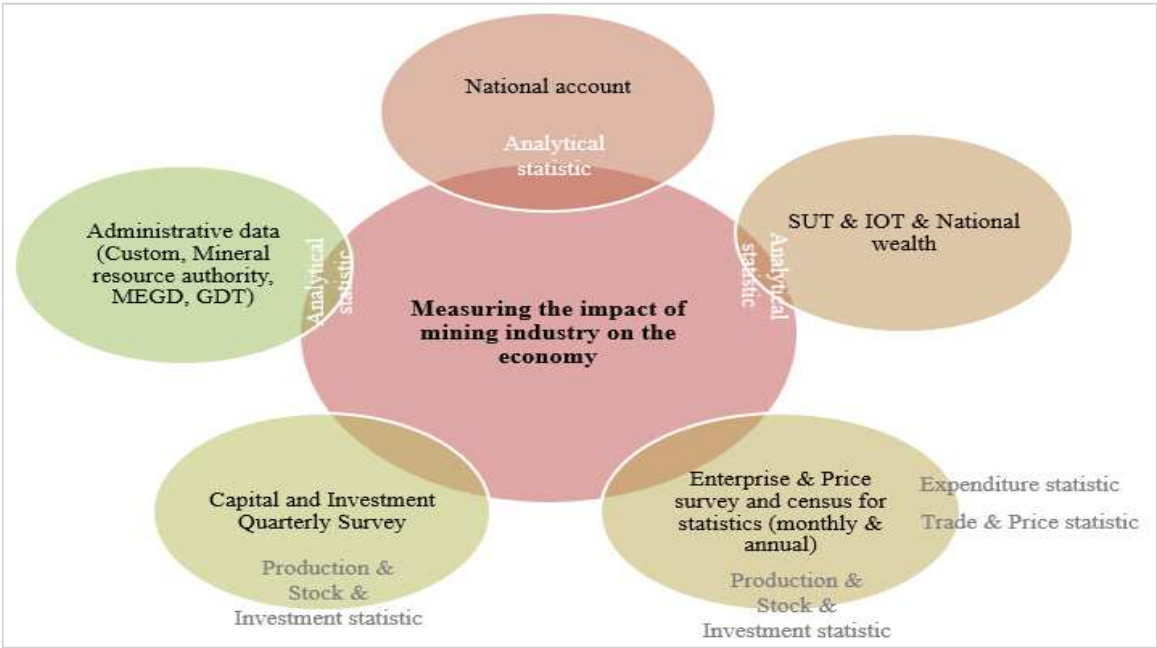 National account
Analytical
statistic
SUT & IOT & National
wealth
Analytical
statistic
Administrative data
(Custom, Mineral
resource authority,
MEGD, GDT)
Analytical
statistic
Measuring the impact of
mining industry on the
economy
Capital and Investment
Quarterly Survey
Production &
Stock &
Investment statistic
Enterprise & Price
survey and census for
statistics (monthly &
annual)
Expenditure statistic
Trade & Price statistic
Production &
Stock &
Investment statistic